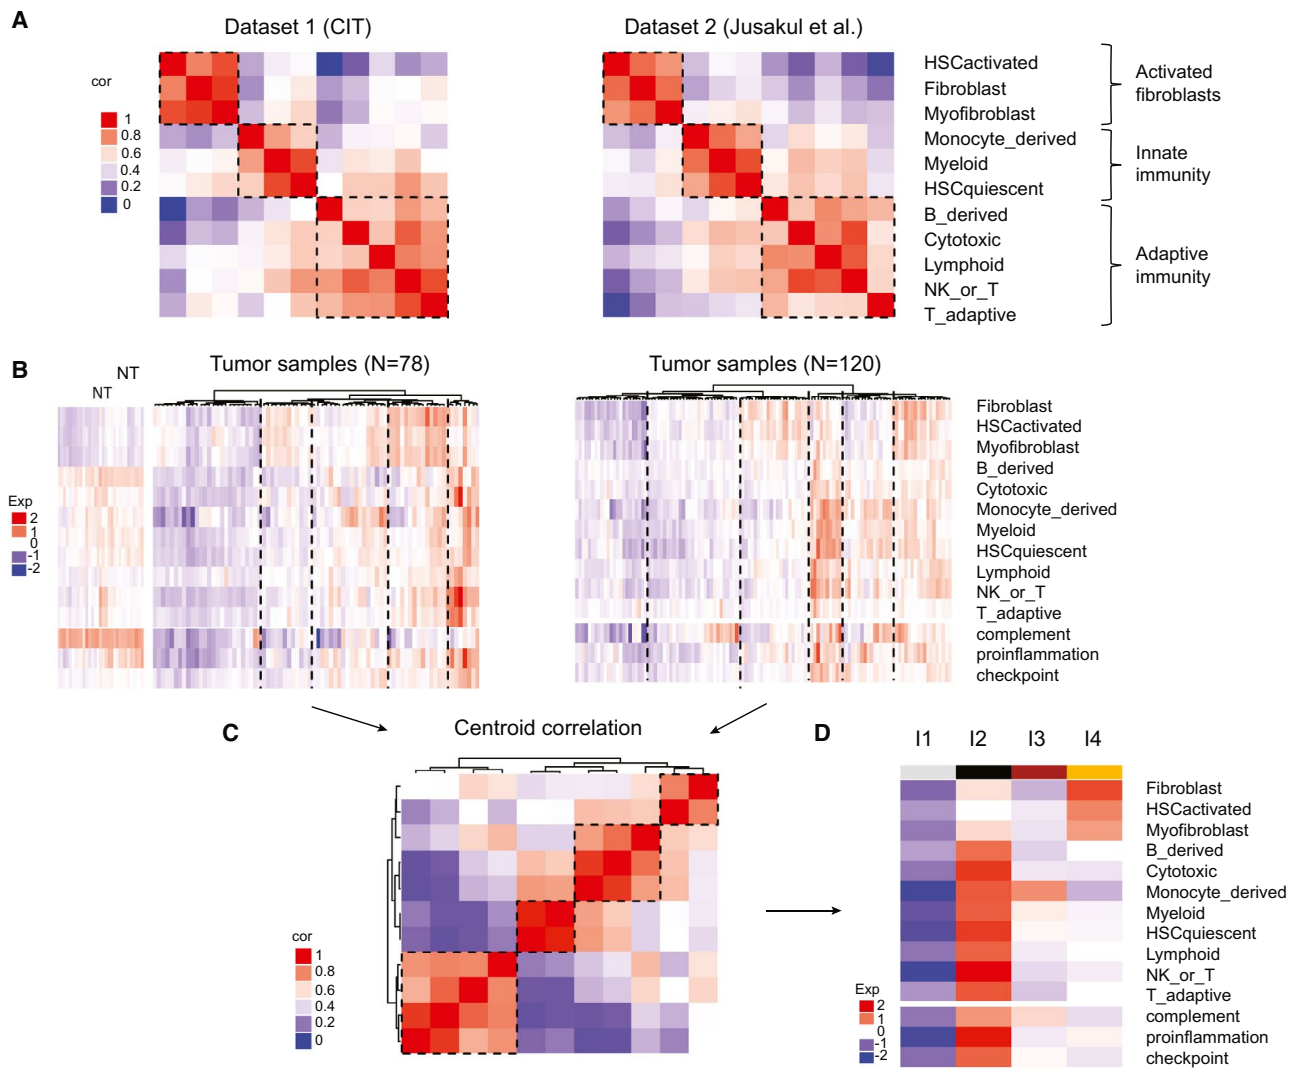 A
Dataset 1 (CIT)
Dataset 2 (Jusakul et al.)
cor
1
0.8
0.6
0.4
0.2
0
HSCactivated
Fibroblast
Myofibroblast
Monocyte_derived
Myeloid
HSCquiescent
B_derived
Cytotoxic
Lymphoid
NK_or_T
T_adaptive
Activated
fibroblasts
Innate
immunity
Adaptive
immunity
B
NT
NT
Tumor samples (N=78)
Tumor samples (N=120)
Exp
2
1
0
-1
-2
Fibroblast
HSCactivated
Myofibroblast
B_derived
Cytotoxic
Monocyte_derived
Myeloid
HSCquiescent
Lymphoid
NK_or_T
T_adaptive
complement
proinflammation
checkpoint
C
Centroid correlation
cor
1
0.8
0.6
0.4
0.2
0
D
I1 I2 I3 I4
Fibroblast
HSCactivated
Myofibroblast
B_derived
Cytotoxic
Monocyte_derived
Myeloid
HSCquiescent
Lymphoid
NK_or_T
T_adaptive
complement
proinflammation
checkpoint
Exp
2
1
0
-1
-2